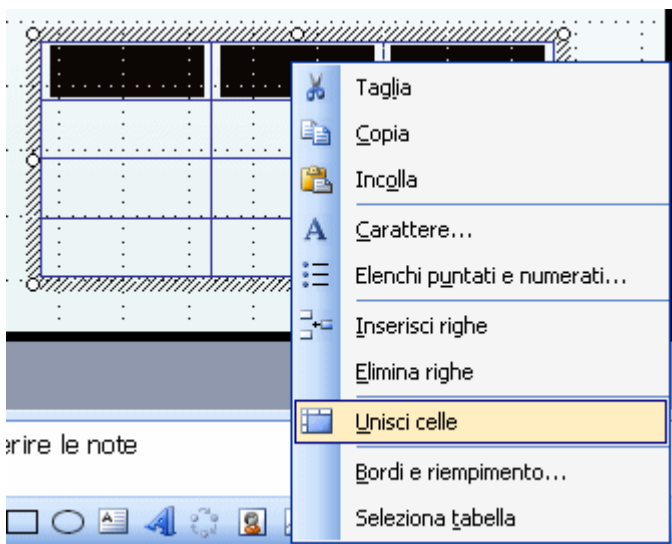 Taglia
Copia
Incolla
Carattere...
Elenchi puntati e numerati...
Inserisci righe
Elimina righe
Unisci celle
Bordi e riempimento...
Seleziona tabella
erire le note